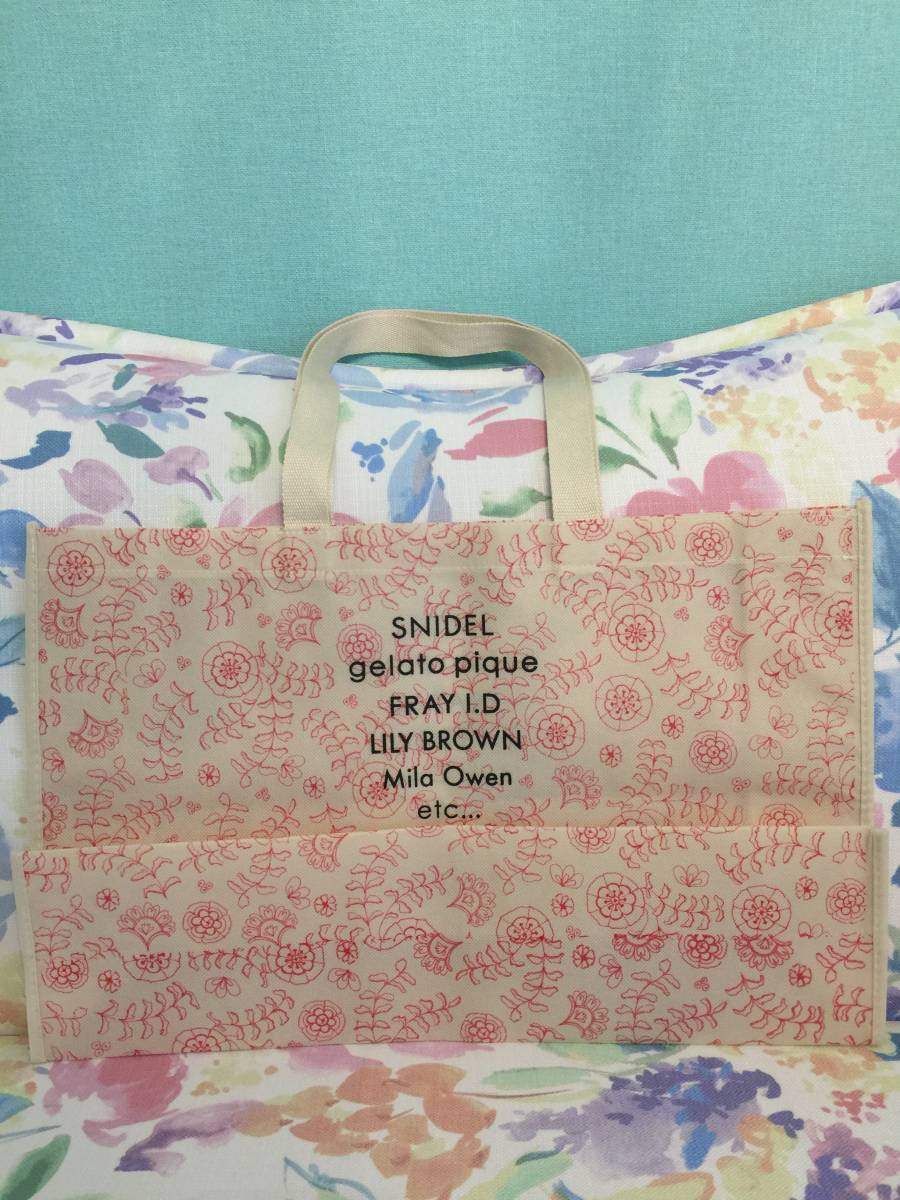 SNIDEL
gelato pique
FRAY I.D
LILY BROWN
Mila Owen
etc...